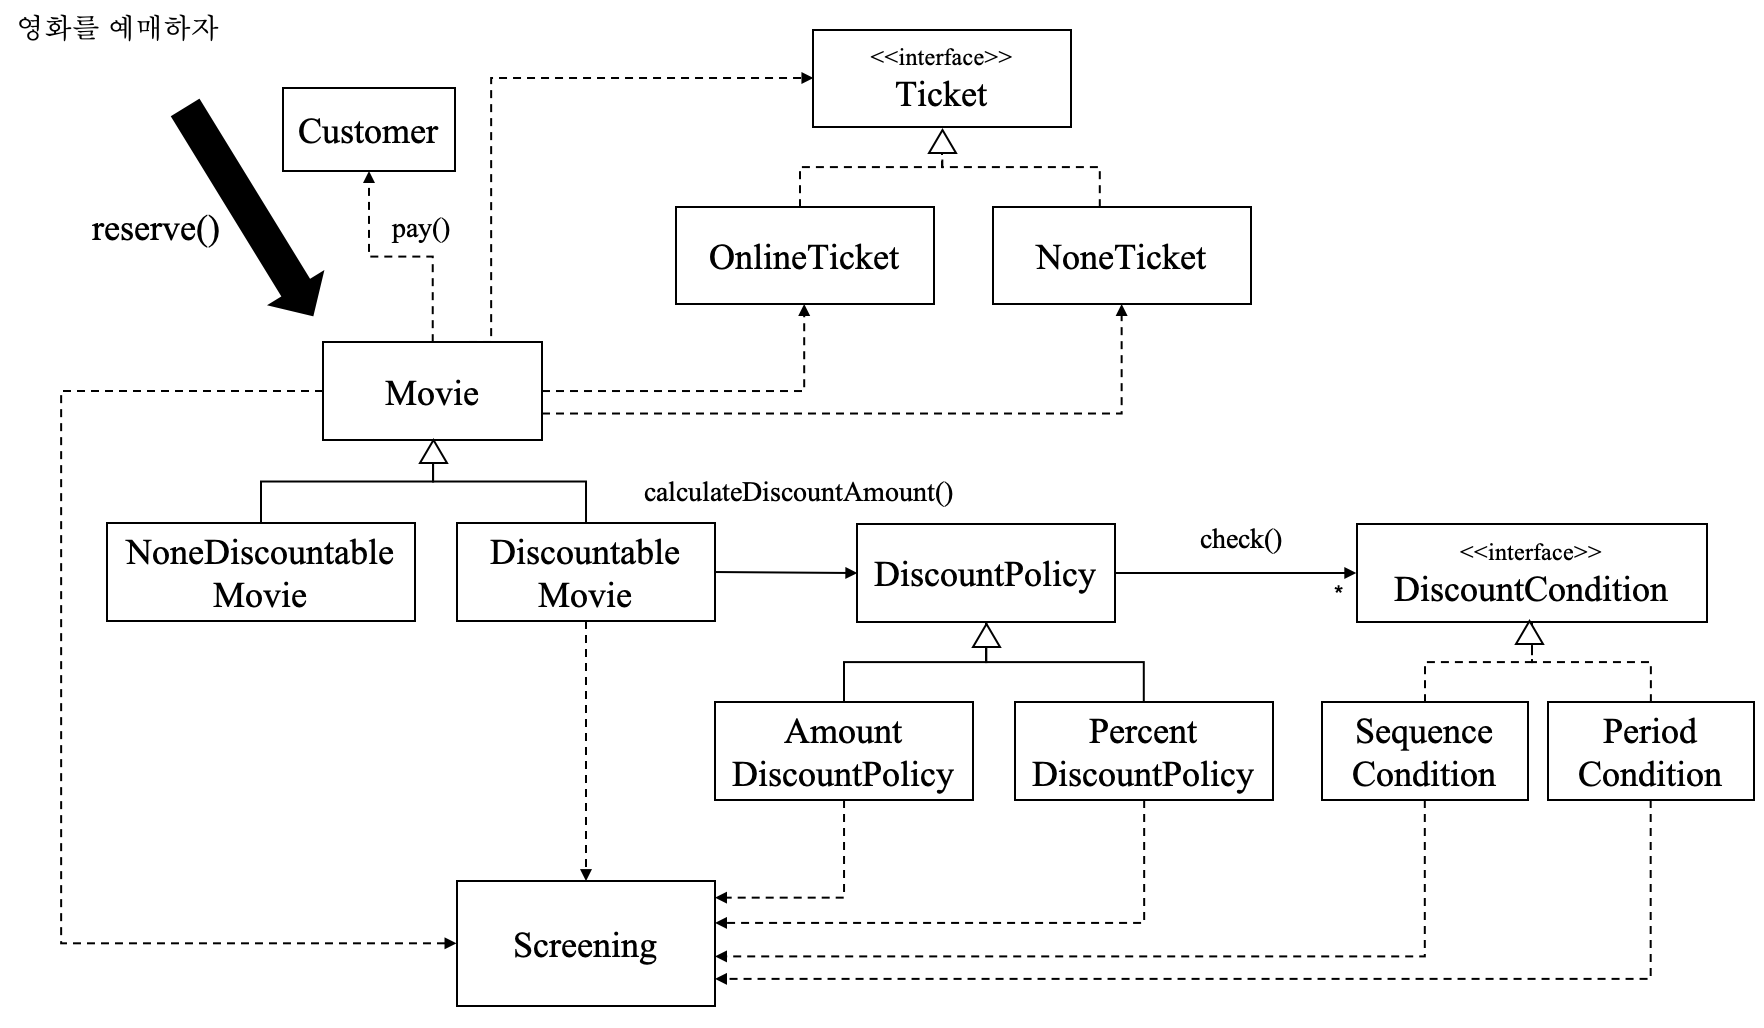 영화를 예매하자
<<interface>>
Ticket
Customer
reserve()
pay()
OnlineTicket
NoneTicket
Movie
calculateDiscountAmount()
NoneDiscountable
Movie
Discountable
Movie
DiscountPolicy
check()
*
<<interface>>
DiscountCondition
Amount
DiscountPolicy
Percent
DiscountPolicy
Sequence
Condition
Period
Condition
Screening